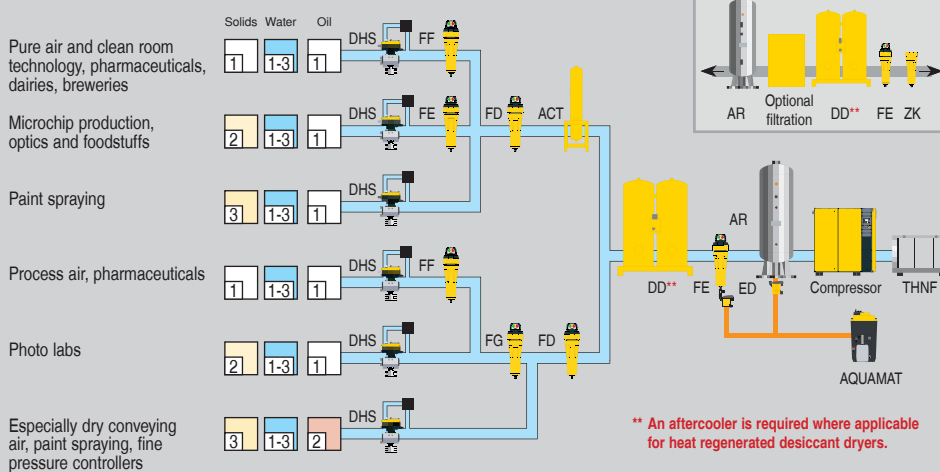 Solids Water Oil
Pure air and clean room
technology, pharmaceuticals,
dairies, breweries
1 1-3 1
DHS FF
Microchip production,
optics and foodstuffs
2 1-3 1
DHS FE FD ACT
Paint spraying
3 1-3 1
DHS
Process air, pharmaceuticals
1 1-3 1
DHS FF
Photo labs
2 1-3 1
DHS FG FD
Especially dry conveying
air, paint spraying, fine
pressure controllers
3 1-3 2
DHS
AR Optional
filtration DD** FE ZK
AR
DD** FE ED Compressor THNF
AQUAMAT
** An aftercooler is required where applicable
for heat regenerated desiccant dryers.